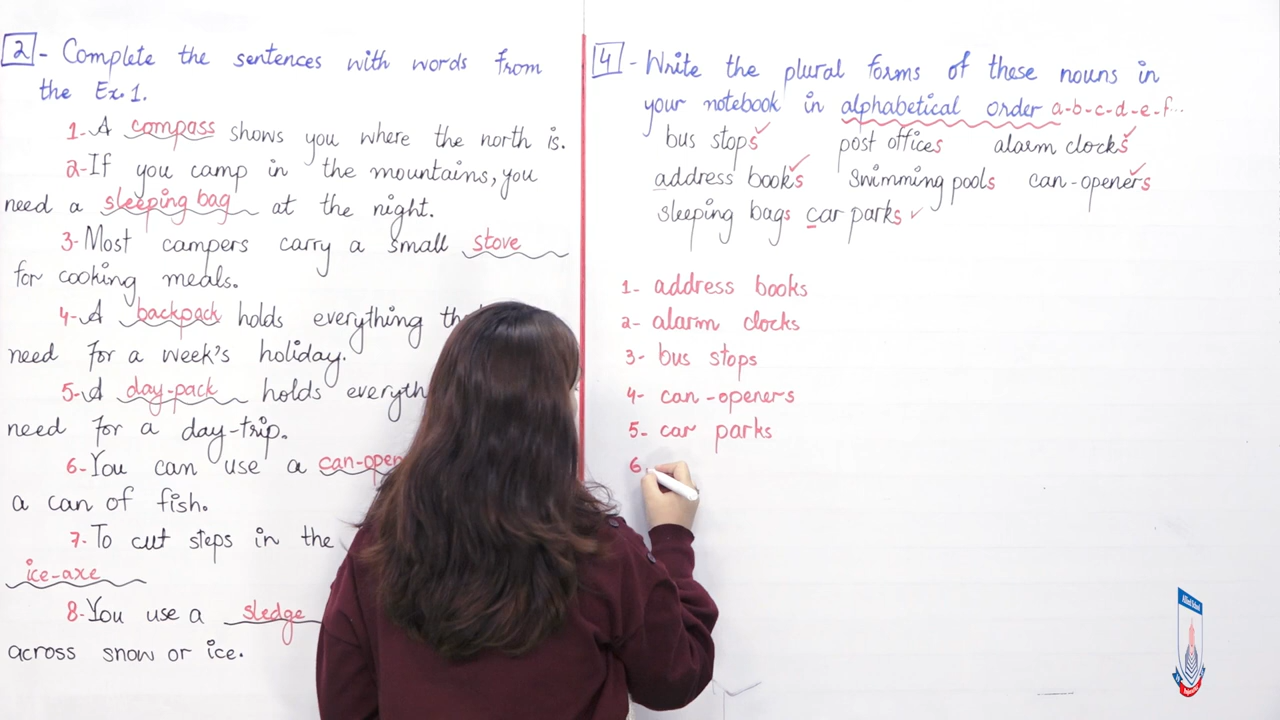 2 - Complete the sentences with words from
the Ex.1.
1- A compass shows you where the north is.
2- If you camp in the mountains, you
need a sleeping bag at the night.
3- Most campers carry a small stove
for cooking meals.
4- A backpack holds everything
need for a week's holiday.
5- A day-pack holds
need for a day-trip.
6- You can use a
a can of fish.
7- To cut steps in the
ice-axe
8- You use a sledge
across snow or ice.
4 - Write the plural forms of these nouns in
your notebook in alphabetical order a-b-c-d-e-f...
bus stops post offices alarm clocks
address books swimming pools can-openers
sleeping bags car parks
1- address books
2- alarm clocks
3- bus stops
4- can-openers
5- car parks
6-
Allied School